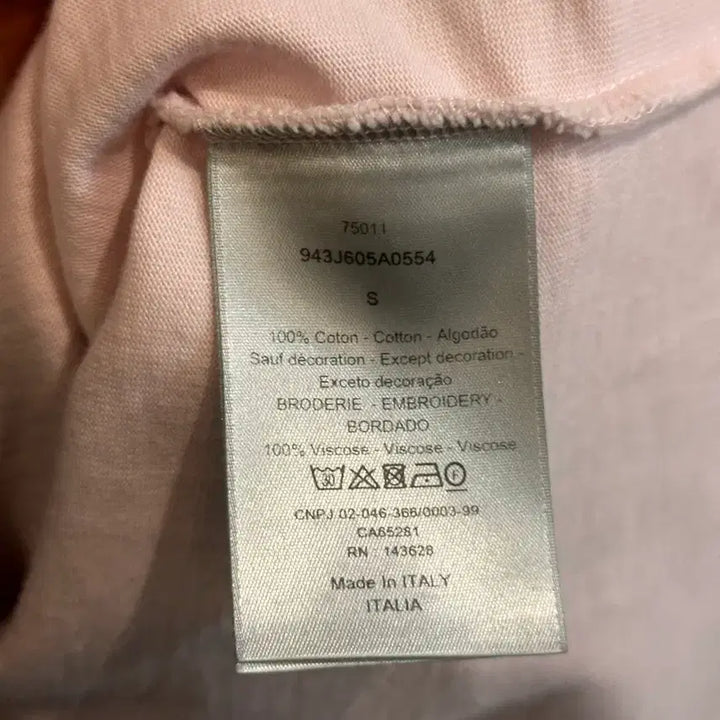 75011
943J605A0554
S
100% Coton - Cotton - Algodão
Sauf décoration - Except decoration -
Exceto decoração
BRODERIE - EMBROIDERY -
BORDADO
100% Viscose - Viscose - Viscose
30 F
CNPJ 02-046-366/0003-99
CA65281
RN : 143628
Made in ITALY
ITALIA